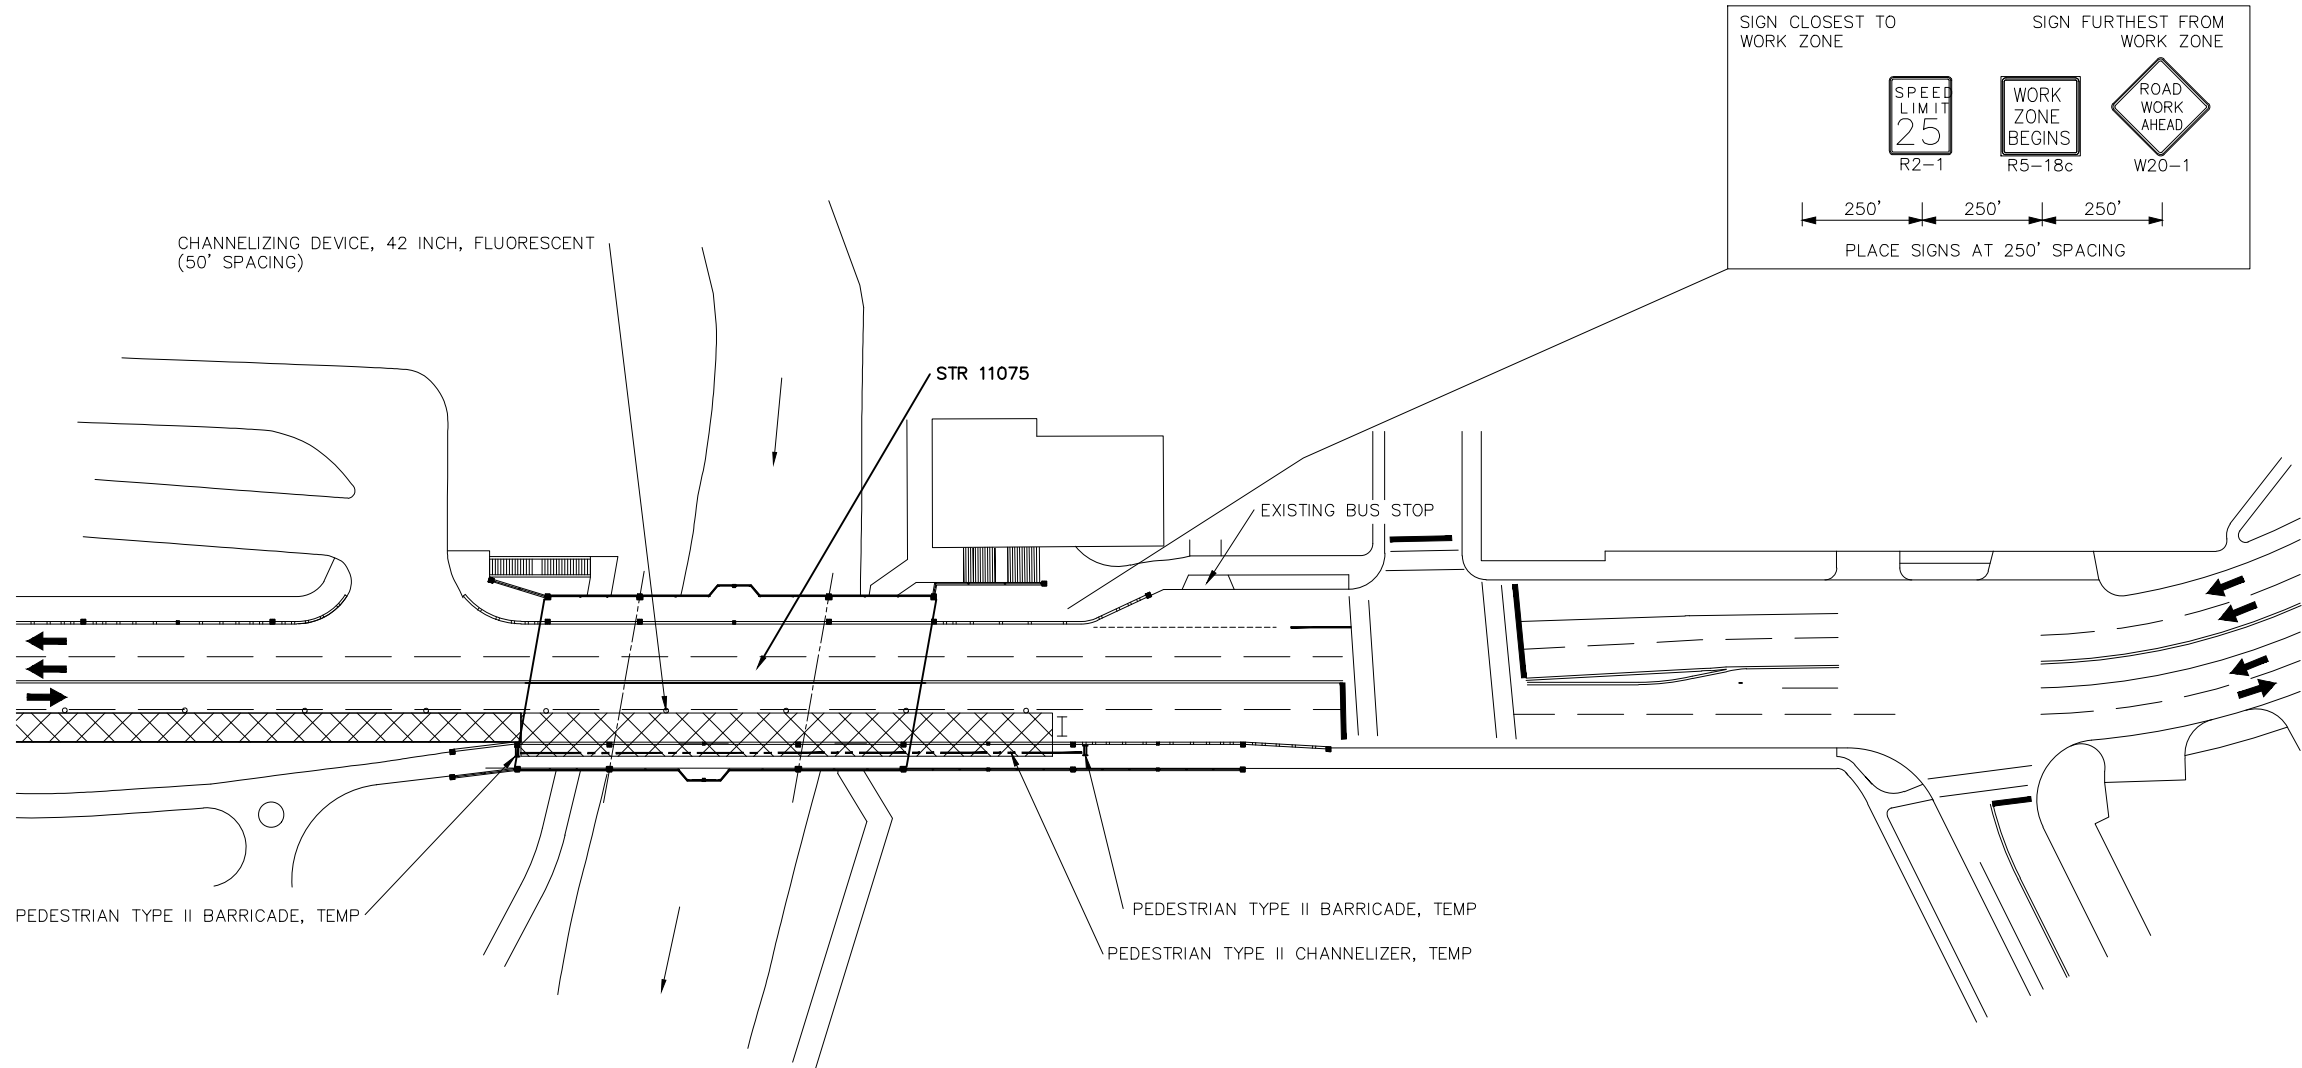 SIGN CLOSEST TO
WORK ZONE
SIGN FURTHEST FROM
WORK ZONE
SPEED
LIMIT
25
R2-1
WORK
ZONE
BEGINS
R5-18c
ROAD
WORK
AHEAD
W20-1
250'
250'
250'
PLACE SIGNS AT 250' SPACING
CHANNELIZING DEVICE, 42 INCH, FLUORESCENT
(50' SPACING)
STR 11075
EXISTING BUS STOP
PEDESTRIAN TYPE II BARRICADE, TEMP
PEDESTRIAN TYPE II BARRICADE, TEMP
PEDESTRIAN TYPE II CHANNELIZER, TEMP